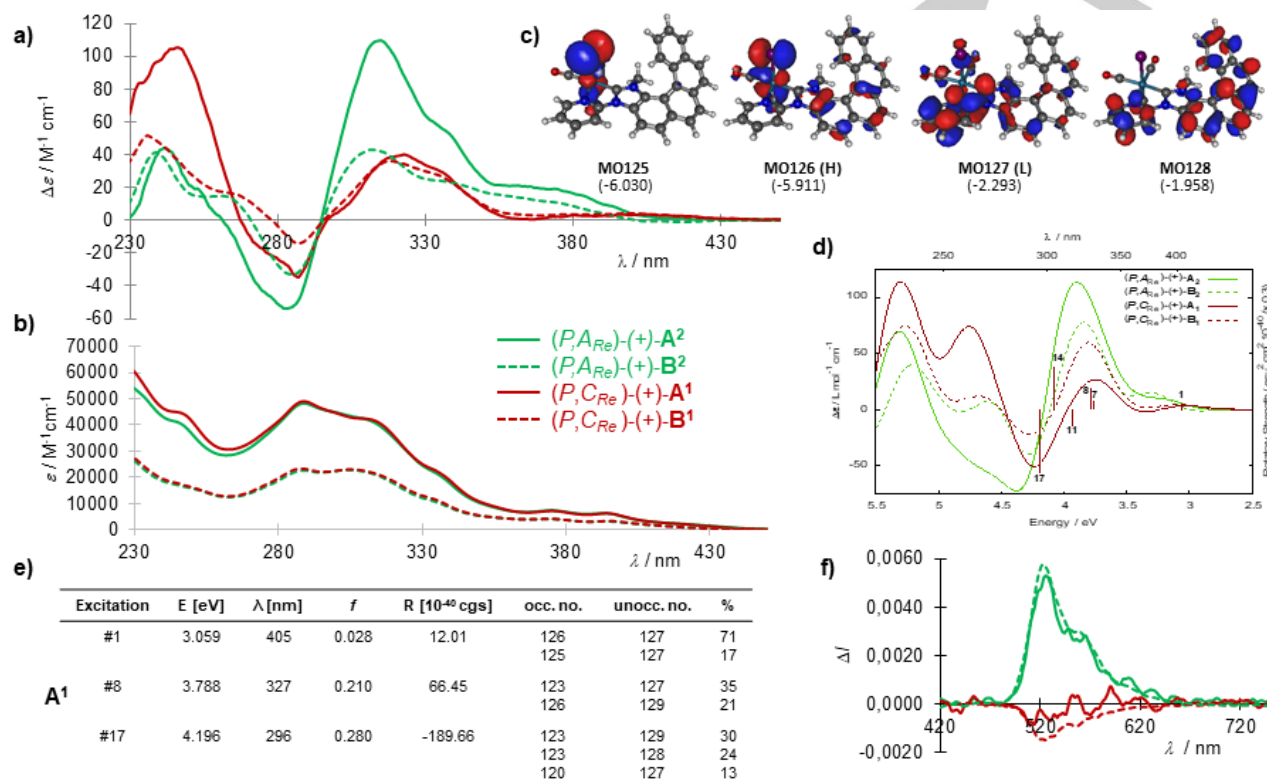 a)
120
100
80
60
40
20
0
-20
-40
-60
Δε / M⁻¹ cm⁻¹
230
280
330
380
430
λ / nm
c)
MO125
(-6.030)
MO126 (H)
(-5.911)
MO127 (L)
(-2.293)
MO128
(-1.958)
b)
70000
60000
50000
40000
30000
20000
10000
0
ε / M⁻¹ cm⁻¹
230
280
330
380
430
λ / nm
(P,A_Re)-(+)-A²
(P,A_Re)-(+)-B²
(P,C_Re)-(+)-A¹
(P,C_Re)-(+)-B¹
d)
λ / nm
250
300
350
400
100
50
0
-50
Δε / L mol⁻¹ cm⁻¹
(P,A_Re)-(+)-A₂
(P,A_Re)-(+)-B₂
(P,C_Re)-(+)-A₁
(P,C_Re)-(+)-B₁
14
8
7
1
11
17
5.5
5
4.5
4
3.5
3
2.5
Energy / eV
e)
Excitation E [eV] λ [nm] f R [10⁻⁴⁰ cgs] occ. no. unocc. no. %
#1 3.059 405 0.028 12.01 126 127 71
125 127 17
A¹
#8 3.788 327 0.210 66.45 123 127 35
126 129 21
#17 4.196 296 0.280 -189.66 123 129 30
123 128 24
120 127 13
f)
0,0060
0,0040
0,0020
0,0000
-0,0020
ΔI
420
520
620
720
λ / nm